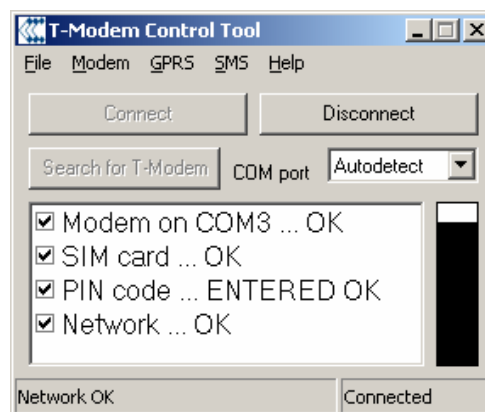 T-Modem Control Tool
File Modem GPRS SMS Help
Connect Disconnect
Search for T-Modem COM port Autodetect
Modem on COM3 ... OK
SIM card ... OK
PIN code ... ENTERED OK
Network ... OK
Network OK Connected